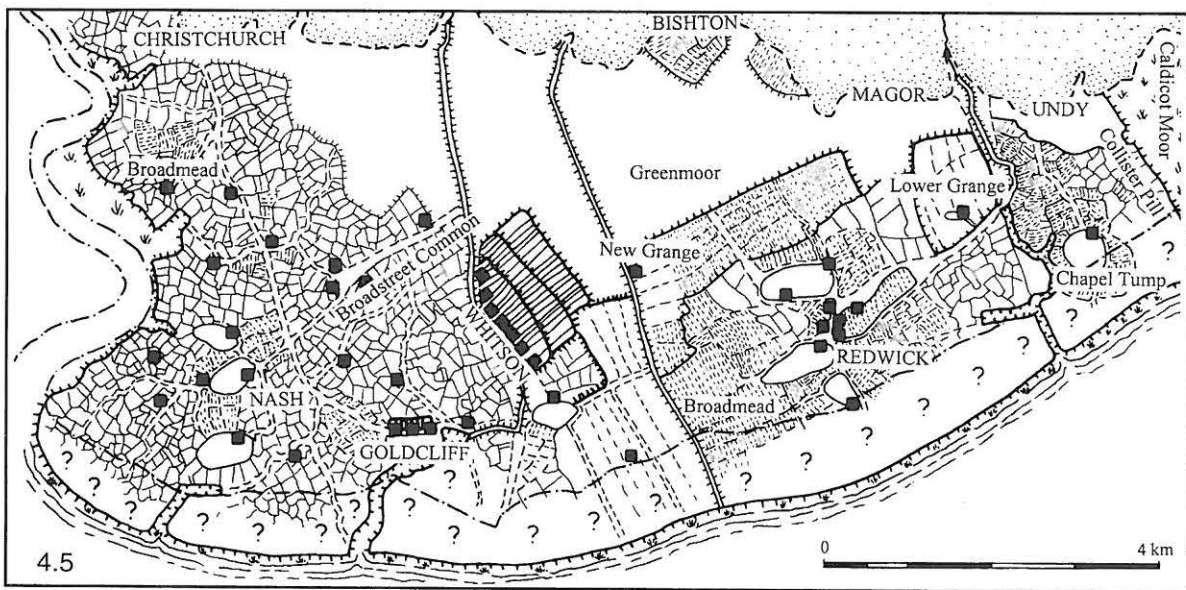 CHRISTCHURCH
BISHTON
MAGOR
UNDY
Caldicot Moor
Collister Pill
Broadmead
Greenmoor
Lower Grange
Broadstreet Common
New Grange
Chapel Tump
WHITSON
REDWICK
NASH
Broadmead
GOLDCLIFF
? ? ? ? ? ? ? ? ? ? ? ? ? ? ? ? ?
4.5
0 4 km